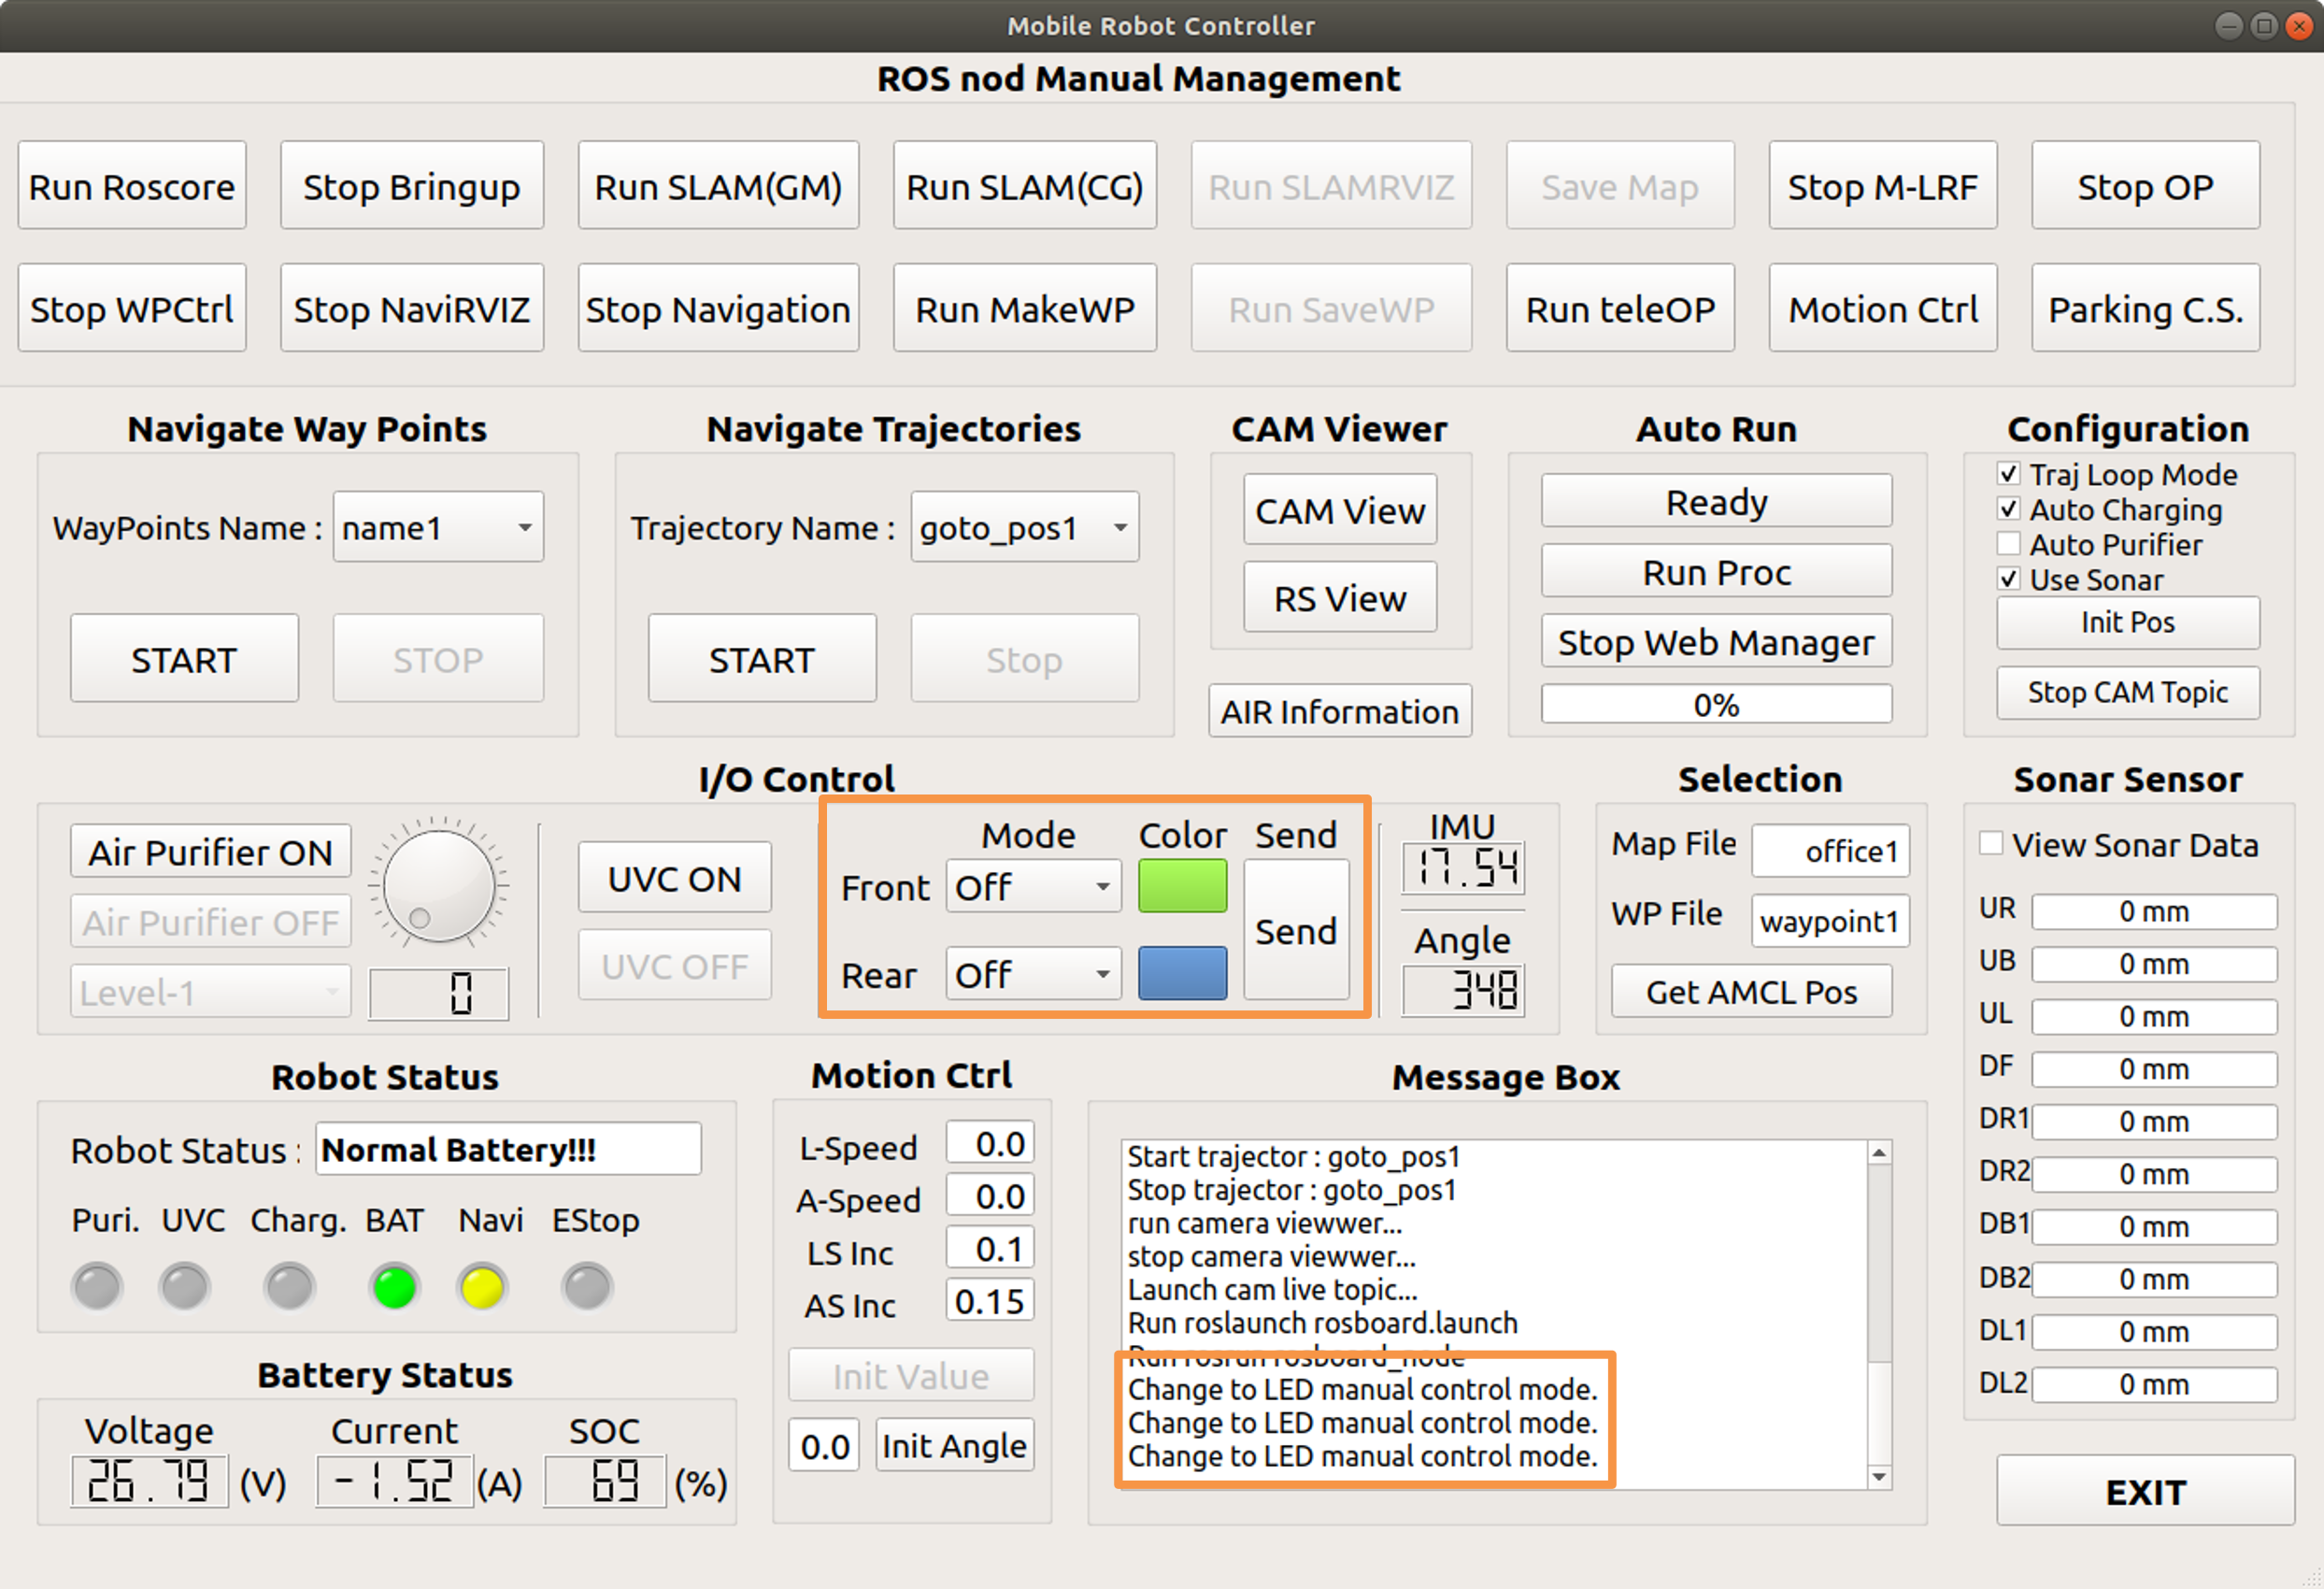 Mobile Robot Controller
ROS nod Manual Management
Run Roscore
Stop Bringup
Run SLAM(GM)
Run SLAM(CG)
Run SLAMRVIZ
Save Map
Stop M-LRF
Stop OP
Stop WPCtrl
Stop NaviRVIZ
Stop Navigation
Run MakeWP
Run SaveWP
Run teleOP
Motion Ctrl
Parking C.S.
Navigate Way Points
WayPoints Name :
name1
START
STOP
Navigate Trajectories
Trajectory Name :
goto_pos1
START
Stop
CAM Viewer
CAM View
RS View
AIR Information
Auto Run
Ready
Run Proc
Stop Web Manager
0%
Configuration
Traj Loop Mode
Auto Charging
Auto Purifier
Use Sonar
Init Pos
Stop CAM Topic
I/O Control
Air Purifier ON
Air Purifier OFF
Level-1
0
UVC ON
UVC OFF
Mode Color Send
Front Off
Rear Off
Send
IMU
17.54
Angle
348
Selection
Map File office1
WP File waypoint1
Get AMCL Pos
Sonar Sensor
View Sonar Data
UR 0 mm
UB 0 mm
UL 0 mm
DF 0 mm
DR1 0 mm
DR2 0 mm
DB1 0 mm
DB2 0 mm
DL1 0 mm
DL2 0 mm
Robot Status
Robot Status : Normal Battery!!!
Puri. UVC Charg. BAT Navi EStop
Battery Status
Voltage Current SOC
26.79 (V) -1.52 (A) 69 (%)
Motion Ctrl
L-Speed 0.0
A-Speed 0.0
LS Inc 0.1
AS Inc 0.15
Init Value
0.0 Init Angle
Message Box
Start trajector : goto_pos1
Stop trajector : goto_pos1
run camera viewwer...
stop camera viewwer...
Launch cam live topic...
Run roslaunch rosboard.launch
Run rosrun rosboard_node
Change to LED manual control mode.
Change to LED manual control mode.
Change to LED manual control mode.
EXIT